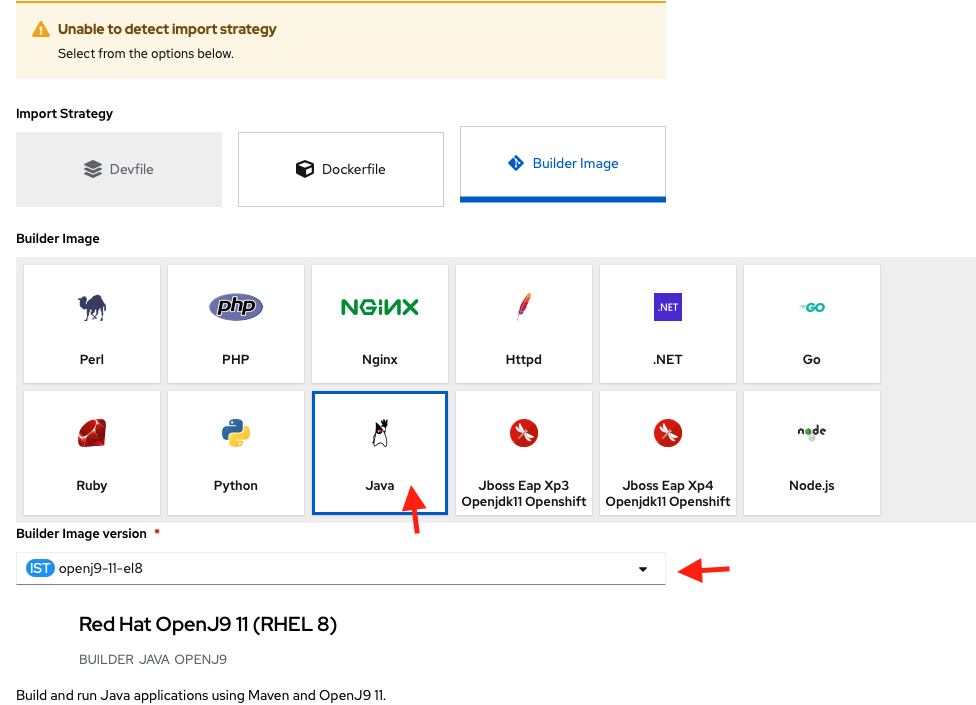 Unable to detect import strategy
Select from the options below.
Import Strategy
Devfile
Dockerfile
Builder Image
Builder Image
php
NGiNX
.NET
GO
Perl
PHP
Nginx
Httpd
.NET
Go
node
Ruby
Python
Java
Jboss Eap Xp3
Openjdk11 Openshift
Jboss Eap Xp4
Openjdk11 Openshift
Node.js
Builder Image version *
IST openj9-11-el8
Red Hat OpenJ9 11 (RHEL 8)
BUILDER JAVA OPENJ9
Build and run Java applications using Maven and OpenJ9 11.